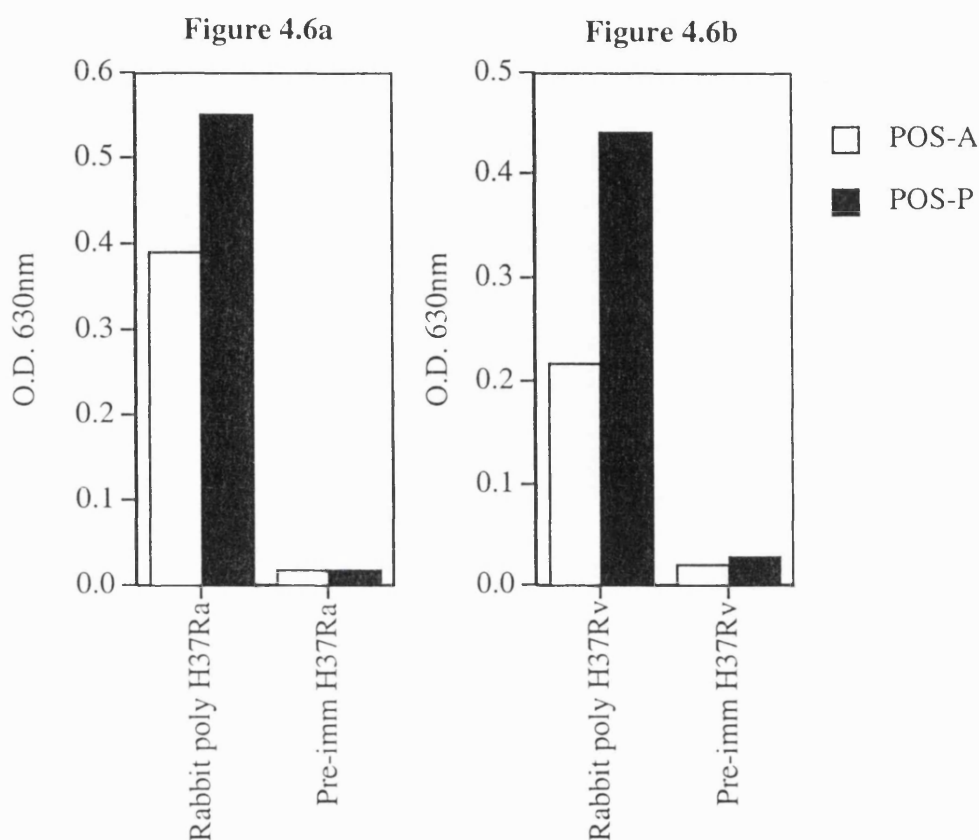 Figure 4.6a
0.6
0.5
0.4
0.3
0.2
0.1
0.0
O.D. 630nm
Rabbit poly H37Ra
Pre-imm H37Ra
Figure 4.6b
0.5
0.4
0.3
0.2
0.1
0.0
O.D. 630nm
Rabbit poly H37Rv
Pre-imm H37Rv
POS-A
POS-P